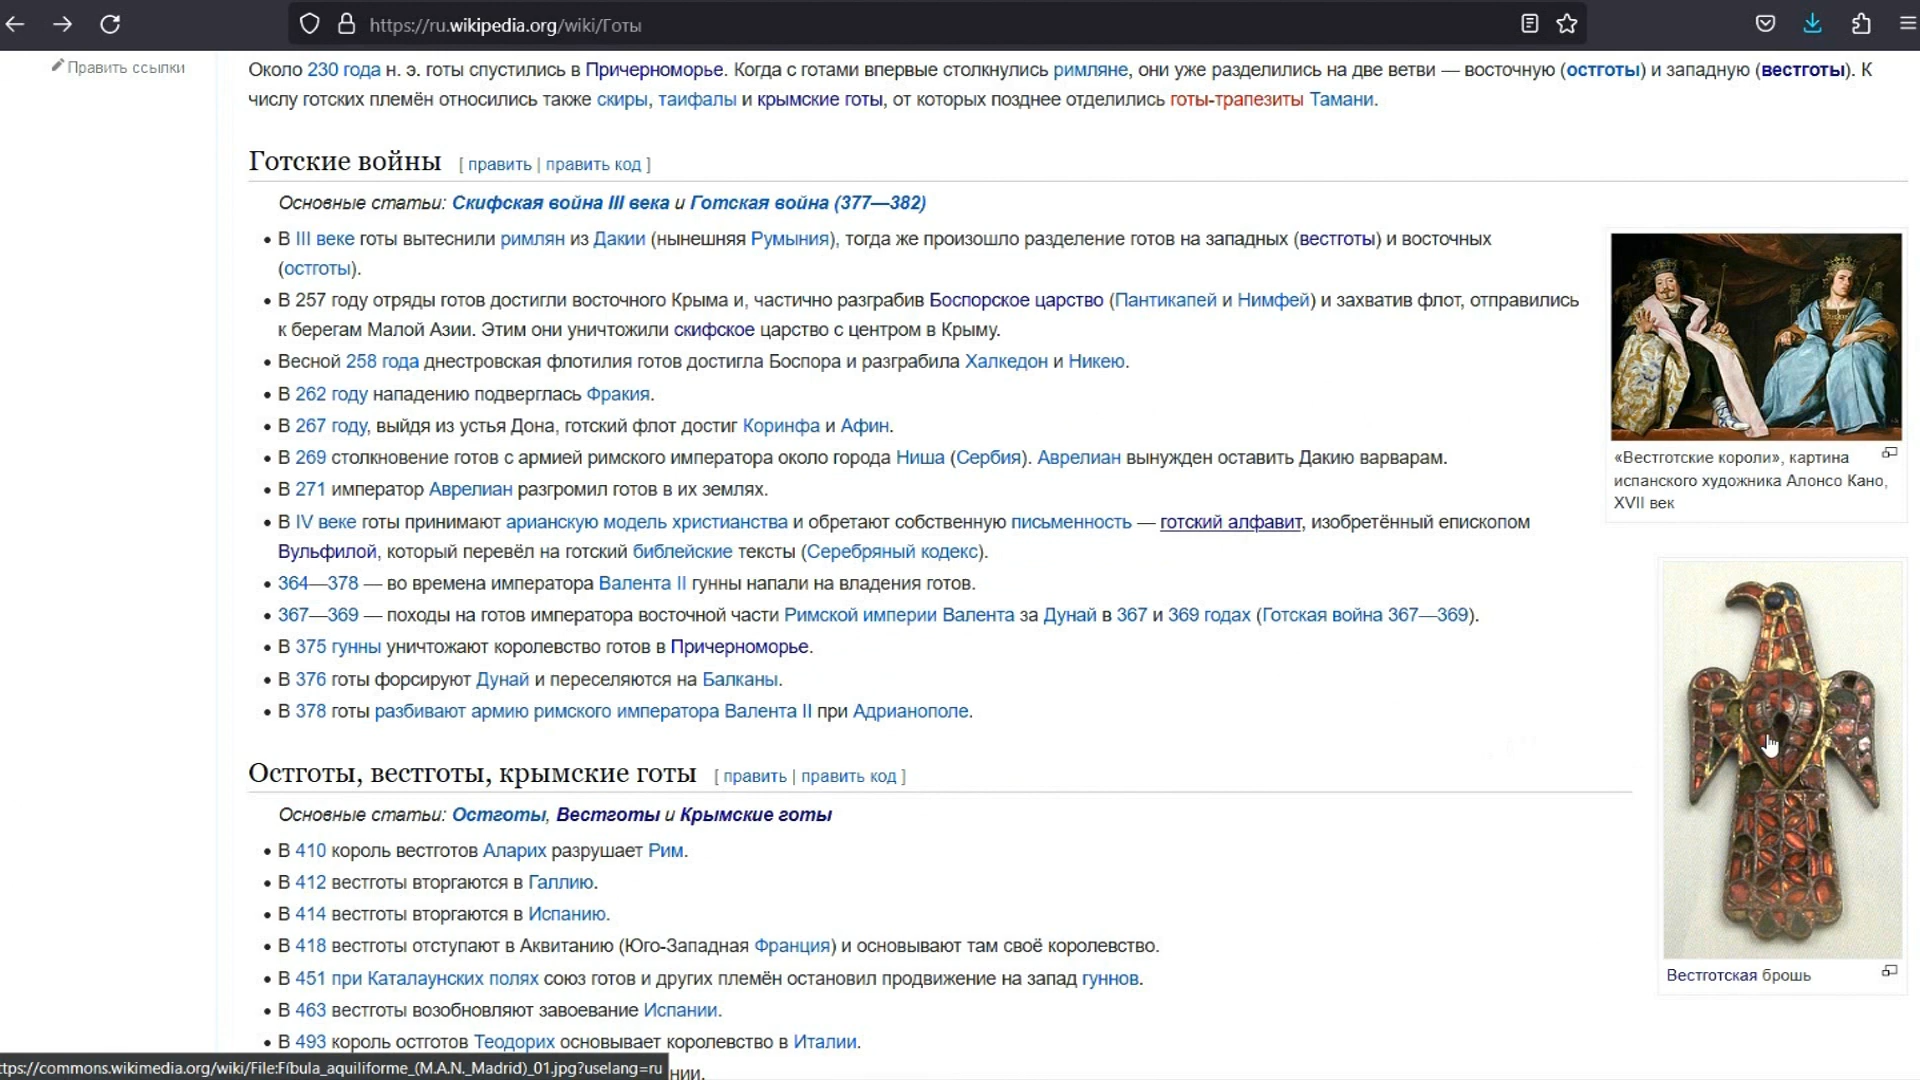 https://ru.wikipedia.org/wiki/Готы
Править ссылки
Около 230 года н. э. готы спустились в Причерноморье. Когда с готами впервые столкнулись римляне, они уже разделились на две ветви — восточную (остготы) и западную (вестготы). К
числу готских племён относились также скиры, таифалы и крымские готы, от которых позднее отделились готы-трапезиты Тамани.
Готские войны [ править | править код ]
Основные статьи: Скифская война III века и Готская война (377—382)
• В III веке готы вытеснили римлян из Дакии (нынешняя Румыния), тогда же произошло разделение готов на западных (вестготы) и восточных
(остготы).
• В 257 году отряды готов достигли восточного Крыма и, частично разграбив Боспорское царство (Пантикапей и Нимфей) и захватив флот, отправились
к берегам Малой Азии. Этим они уничтожили скифское царство с центром в Крыму.
• Весной 258 года днестровская флотилия готов достигла Боспора и разграбила Халкедон и Никею.
• В 262 году нападению подверглась Фракия.
• В 267 году, выйдя из устья Дона, готский флот достиг Коринфа и Афин.
• В 269 столкновение готов с армией римского императора около города Ниша (Сербия). Аврелиан вынужден оставить Дакию варварам.
• В 271 император Аврелиан разгромил готов в их землях.
• В IV веке готы принимают арианскую модель христианства и обретают собственную письменность — готский алфавит, изобретённый епископом
Вульфилой, который перевёл на готский библейские тексты (Серебряный кодекс).
• 364—378 — во времена императора Валента II гунны напали на владения готов.
• 367—369 — походы на готов императора восточной части Римской империи Валента за Дунай в 367 и 369 годах (Готская война 367—369).
• В 375 гунны уничтожают королевство готов в Причерноморье.
• В 376 готы форсируют Дунай и переселяются на Балканы.
• В 378 готы разбивают армию римского императора Валента II при Адрианополе.
«Вестготские короли», картина
испанского художника Алонсо Кано,
XVII век
Остготы, вестготы, крымские готы [ править | править код ]
Основные статьи: Остготы, Вестготы и Крымские готы
• В 410 король вестготов Аларих разрушает Рим.
• В 412 вестготы вторгаются в Галлию.
• В 414 вестготы вторгаются в Испанию.
• В 418 вестготы отступают в Аквитанию (Юго-Западная Франция) и основывают там своё королевство.
• В 451 при Каталаунских полях союз готов и других племён остановил продвижение на запад гуннов.
• В 463 вестготы возобновляют завоевание Испании.
• В 493 король остготов Теодорих основывает королевство в Италии.
Вестготская брошь
ttps://commons.wikimedia.org/wiki/File:Fíbula_aquiliforme_(M.A.N._Madrid)_01.jpg?uselang=ru
нии.